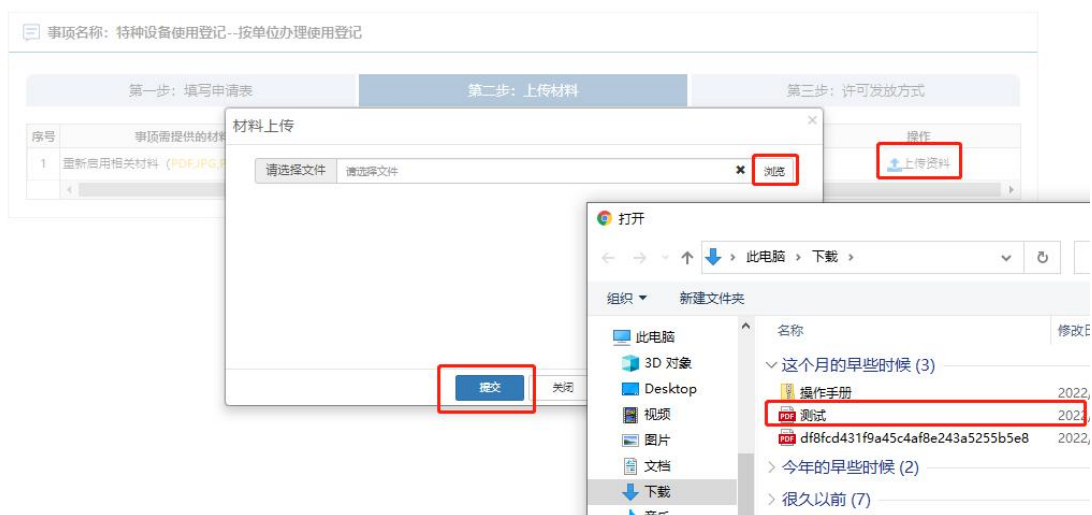 事项名称：特种设备使用登记--按单位办理使用登记
第一步：填写申请表
第二步：上传材料
第三步：许可发放方式
序号
事项需提供的材料
操作
1
重新启用相关材料（PDF,JPG,
上传资料
材料上传
请选择文件
请选择文件
浏览
提交
关闭
打开
此电脑 › 下载 ›
组织
新建文件夹
此电脑
3D 对象
Desktop
视频
图片
文档
下载
名称
修改日
这个月的早些时候 (3)
操作手册
2022/
测试
2022/
df8fcd431f9a45c4af8e243a5255b5e8
2022/
今年的早些时候 (2)
很久以前 (7)